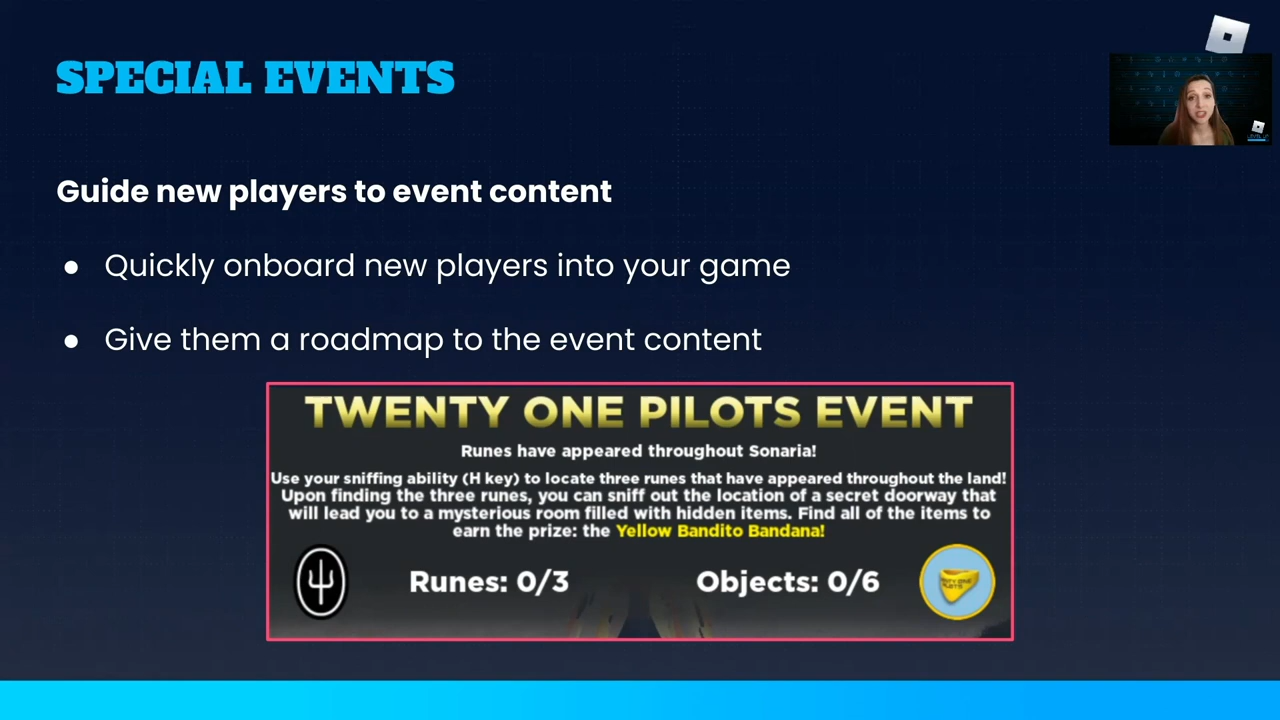 SPECIAL EVENTS
Guide new players to event content
● Quickly onboard new players into your game
● Give them a roadmap to the event content
TWENTY ONE PILOTS EVENT
Runes have appeared throughout Sonaria!
Use your sniffing ability (H key) to locate three runes that have appeared throughout the land!
Upon finding the three runes, you can sniff out the location of a secret doorway that
will lead you to a mysterious room filled with hidden items. Find all of the items to
earn the prize: the Yellow Bandito Bandana!
Runes: 0/3
Objects: 0/6